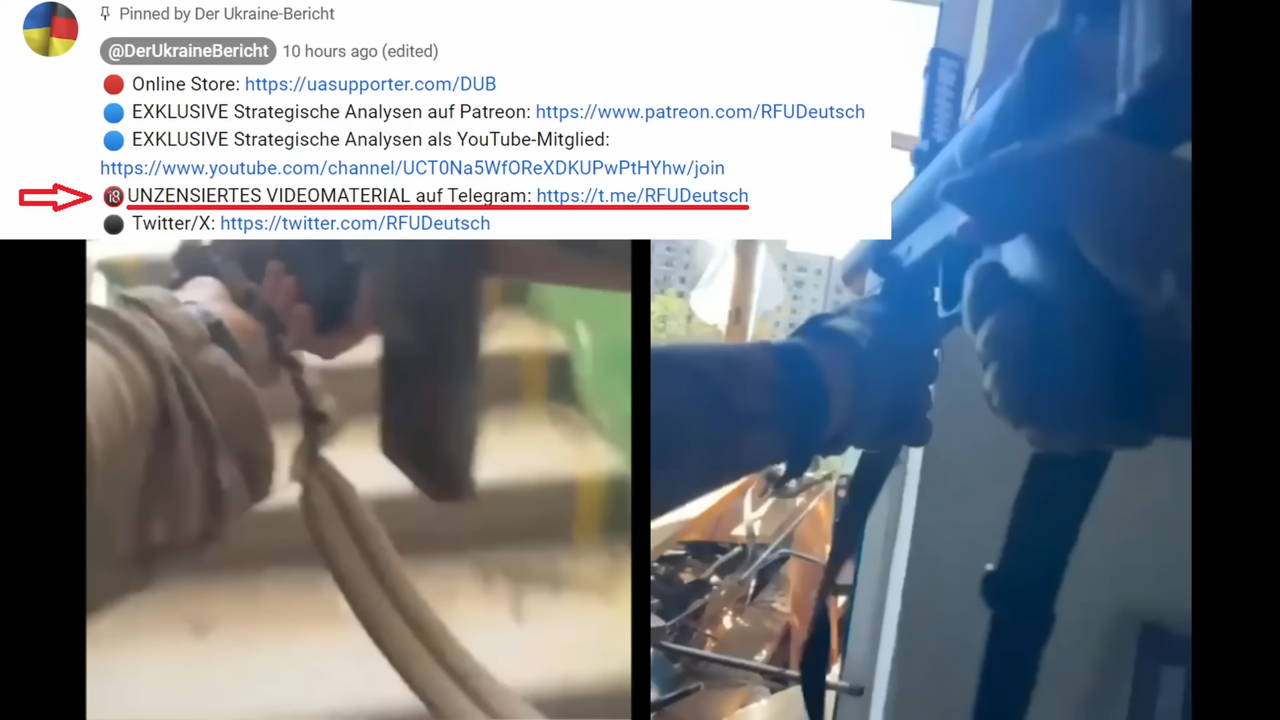 Pinned by Der Ukraine-Bericht
@DerUkraineBericht 10 hours ago (edited)
Online Store: https://uasupporter.com/DUB
EXKLUSIVE Strategische Analysen auf Patreon: https://www.patreon.com/RFUDeutsch
EXKLUSIVE Strategische Analysen als YouTube-Mitglied:
https://www.youtube.com/channel/UCT0Na5WfOReXDKUPwPtHYhw/join
🔞UNZENSIERTES VIDEOMATERIAL auf Telegram: https://t.me/RFUDeutsch
Twitter/X: https://twitter.com/RFUDeutsch